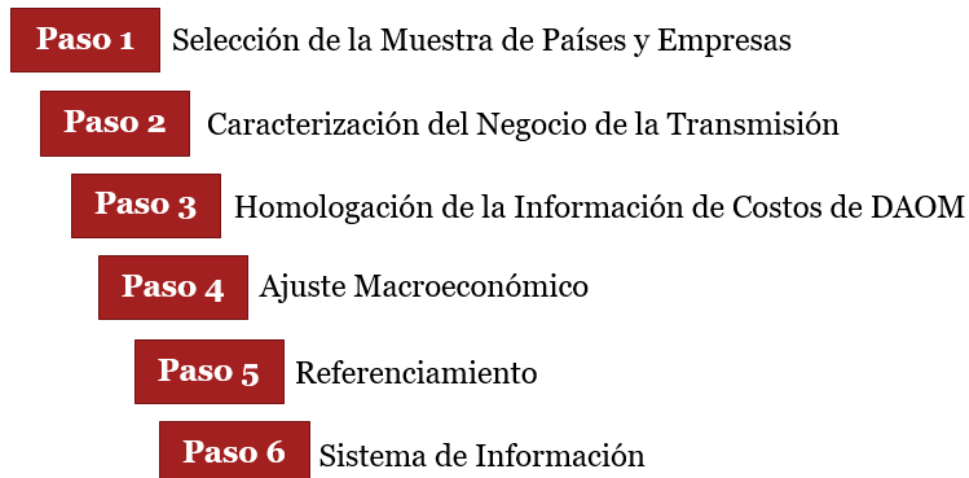 Paso 1 Selección de la Muestra de Países y Empresas
Paso 2 Caracterización del Negocio de la Transmisión
Paso 3 Homologación de la Información de Costos de DAOM
Paso 4 Ajuste Macroeconómico
Paso 5 Referenciamiento
Paso 6 Sistema de Información